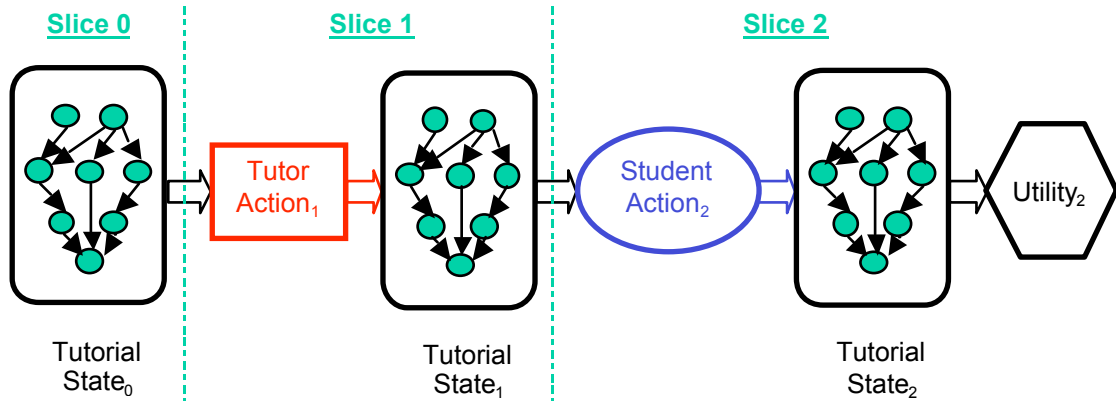 Slice 0
Slice 1
Slice 2
Tutor
Action₁
Student
Action₂
Utility₂
Tutorial
State₀
Tutorial
State₁
Tutorial
State₂